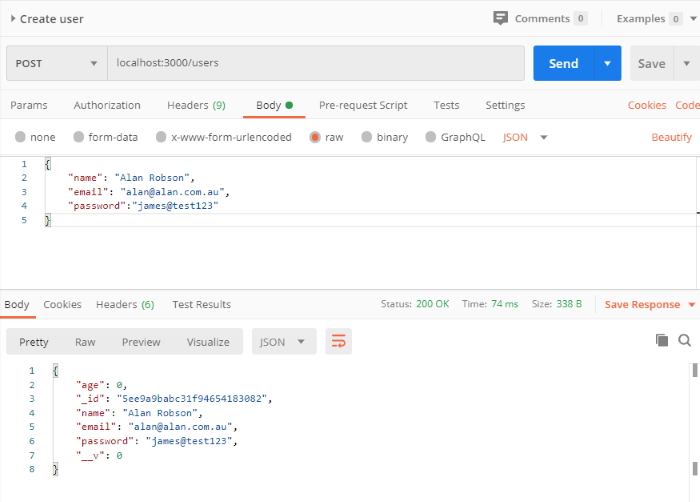 Create user
Comments 0 Examples 0
POST localhost:3000/users Send Save
Params Authorization Headers (9) Body Pre-request Script Tests Settings Cookies Code
none form-data x-www-form-urlencoded raw binary GraphQL JSON Beautify
1 {
2 "name": "Alan Robson",
3 "email": "alan@alan.com.au",
4 "password":"james@test123"
5 }
Body Cookies Headers (6) Test Results Status: 200 OK Time: 74 ms Size: 338 B Save Response
Pretty Raw Preview Visualize JSON
1 {
2 "age": 0,
3 "_id": "5ee9a9babc31f94654183082",
4 "name": "Alan Robson",
5 "email": "alan@alan.com.au",
6 "password": "james@test123",
7 "__v": 0
8 }